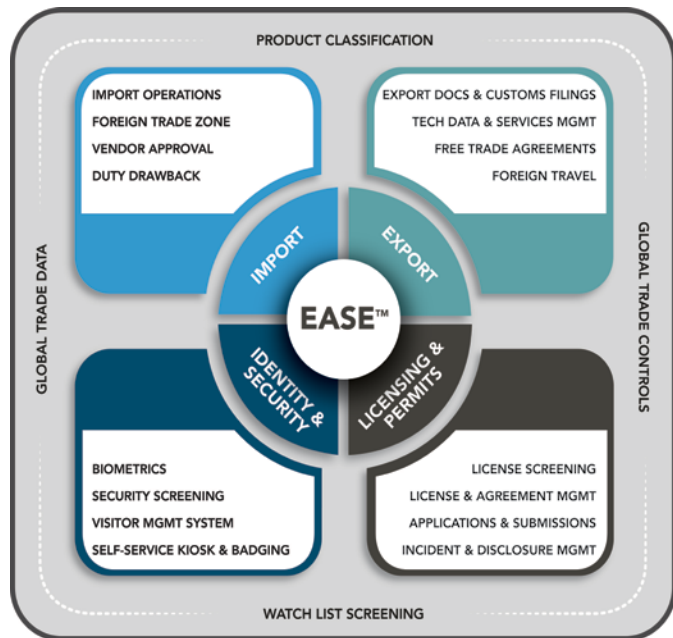 PRODUCT CLASSIFICATION
IMPORT OPERATIONS
FOREIGN TRADE ZONE
VENDOR APPROVAL
DUTY DRAWBACK
EXPORT DOCS & CUSTOMS FILINGS
TECH DATA & SERVICES MGMT
FREE TRADE AGREEMENTS
FOREIGN TRAVEL
GLOBAL TRADE DATA
IMPORT
EXPORT
EASE™
IDENTITY &
SECURITY
LICENSING &
PERMITS
GLOBAL TRADE CONTROLS
BIOMETRICS
SECURITY SCREENING
VISITOR MGMT SYSTEM
SELF-SERVICE KIOSK & BADGING
LICENSE SCREENING
LICENSE & AGREEMENT MGMT
APPLICATIONS & SUBMISSIONS
INCIDENT & DISCLOSURE MGMT
WATCH LIST SCREENING